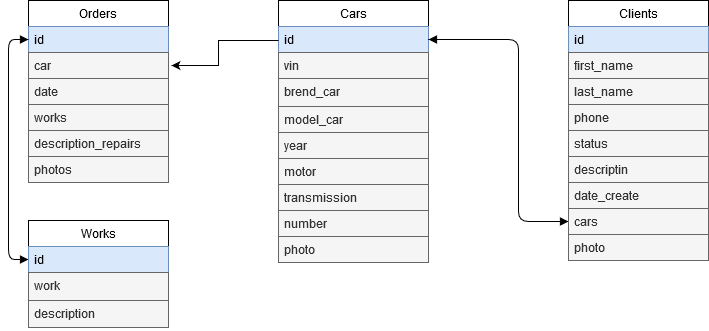 Orders
id
car
date
works
description_repairs
photos
Works
id
work
description
Cars
id
vin
brend_car
model_car
year
motor
transmission
number
photo
Clients
id
first_name
last_name
phone
status
descriptin
date_create
cars
photo